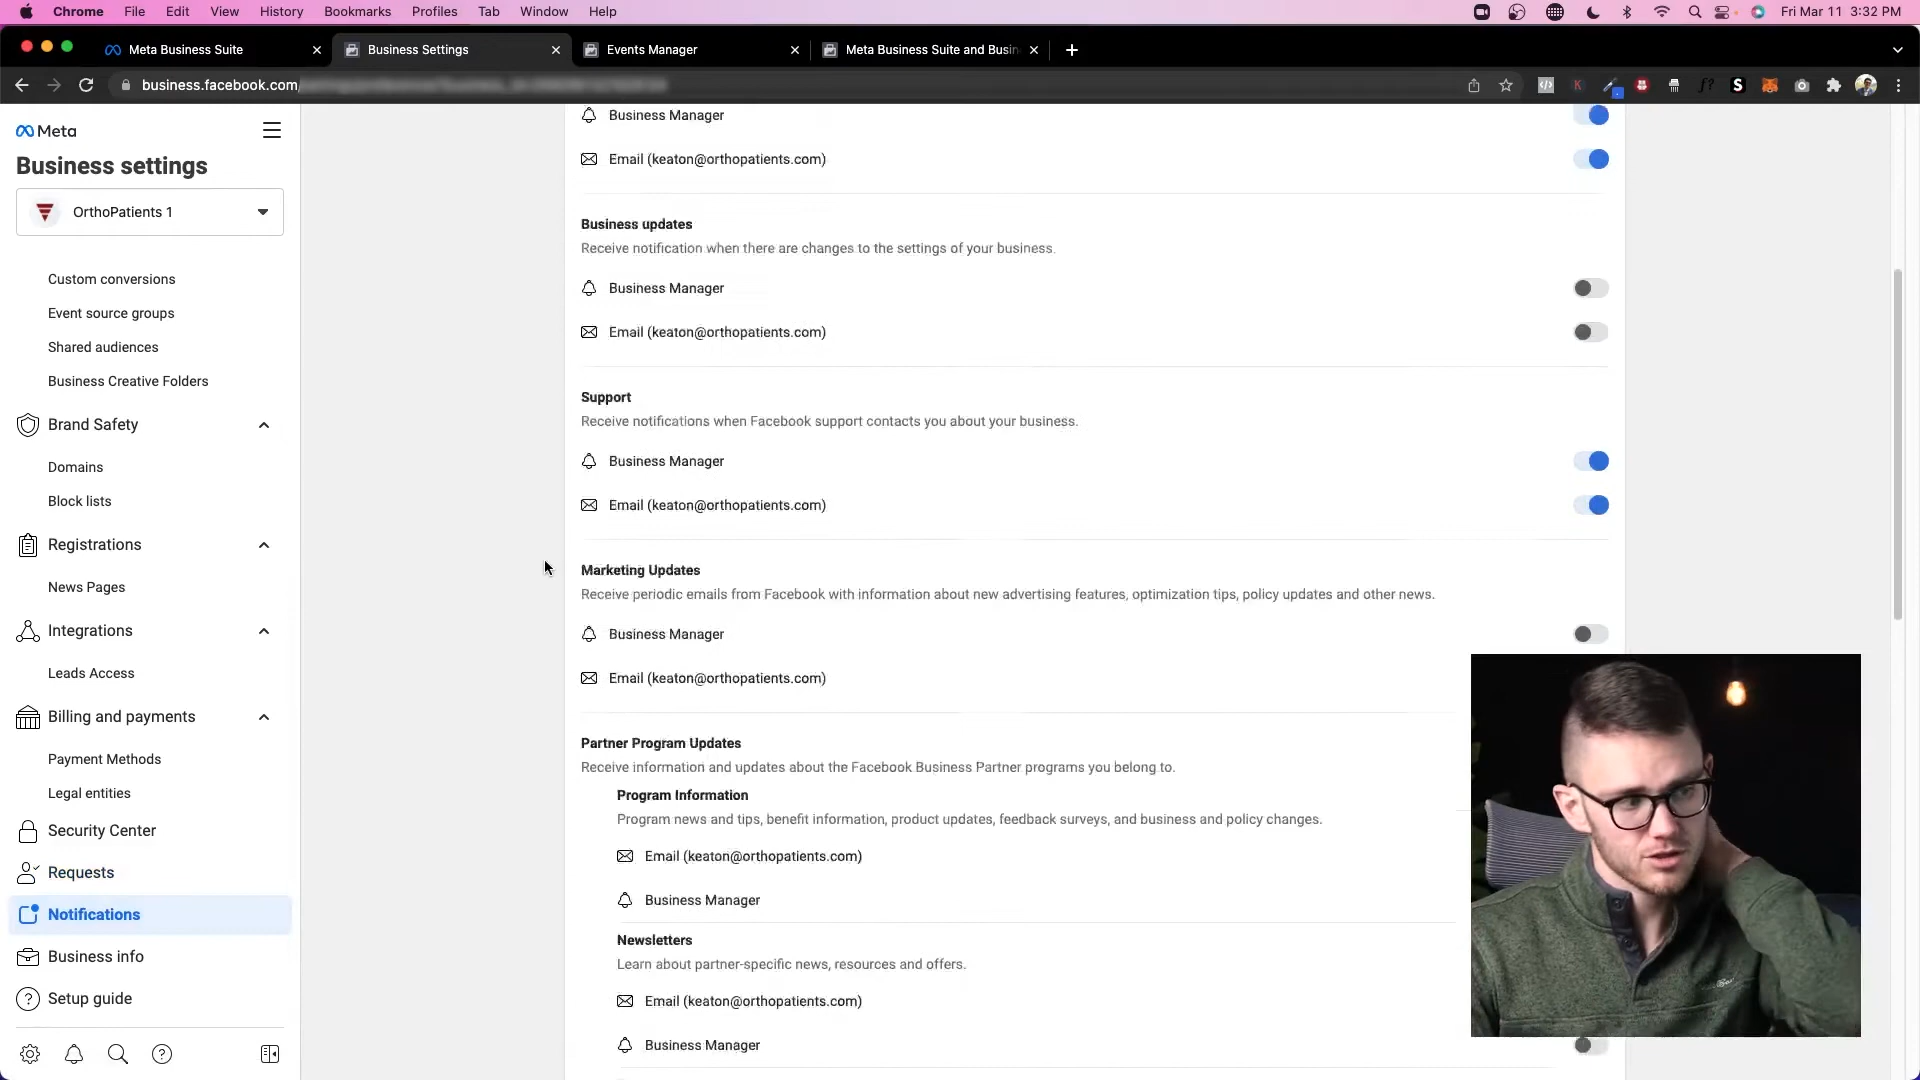 Chrome File Edit View History Bookmarks Profiles Tab Window Help Fri Mar 11 3:32 PM
Meta Business Suite
Business Settings
Events Manager
Meta Business Suite and Busin
business.facebook.com/
Meta
Business settings
OrthoPatients 1
Custom conversions
Event source groups
Shared audiences
Business Creative Folders
Brand Safety
Domains
Block lists
Registrations
News Pages
Integrations
Leads Access
Billing and payments
Payment Methods
Legal entities
Security Center
Requests
Notifications
Business info
Setup guide
Business Manager
Email (keaton@orthopatients.com)
Business updates
Receive notification when there are changes to the settings of your business.
Business Manager
Email (keaton@orthopatients.com)
Support
Receive notifications when Facebook support contacts you about your business.
Business Manager
Email (keaton@orthopatients.com)
Marketing Updates
Receive periodic emails from Facebook with information about new advertising features, optimization tips, policy updates and other news.
Business Manager
Email (keaton@orthopatients.com)
Partner Program Updates
Receive information and updates about the Facebook Business Partner programs you belong to.
Program Information
Program news and tips, benefit information, product updates, feedback surveys, and business and policy changes.
Email (keaton@orthopatients.com)
Business Manager
Newsletters
Learn about partner-specific news, resources and offers.
Email (keaton@orthopatients.com)
Business Manager